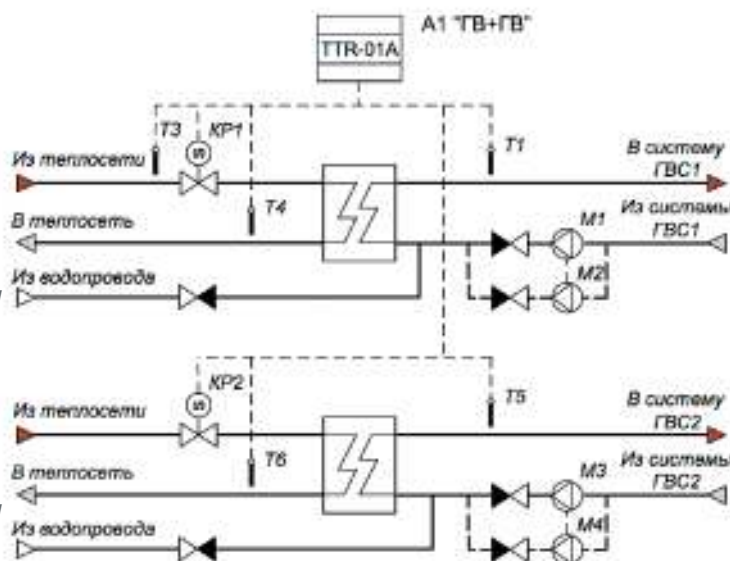 А1 "ГВ+ГВ"
TTR-01A
Т3
КР1
Т1
Из теплосети
В систему
ГВС1
В теплосеть
Т4
М1
Из системы
ГВС1
Из водопровода
М2
КР2
Т5
Из теплосети
В систему
ГВС2
В теплосеть
Т6
М3
Из системы
ГВС2
Из водопровода
М4